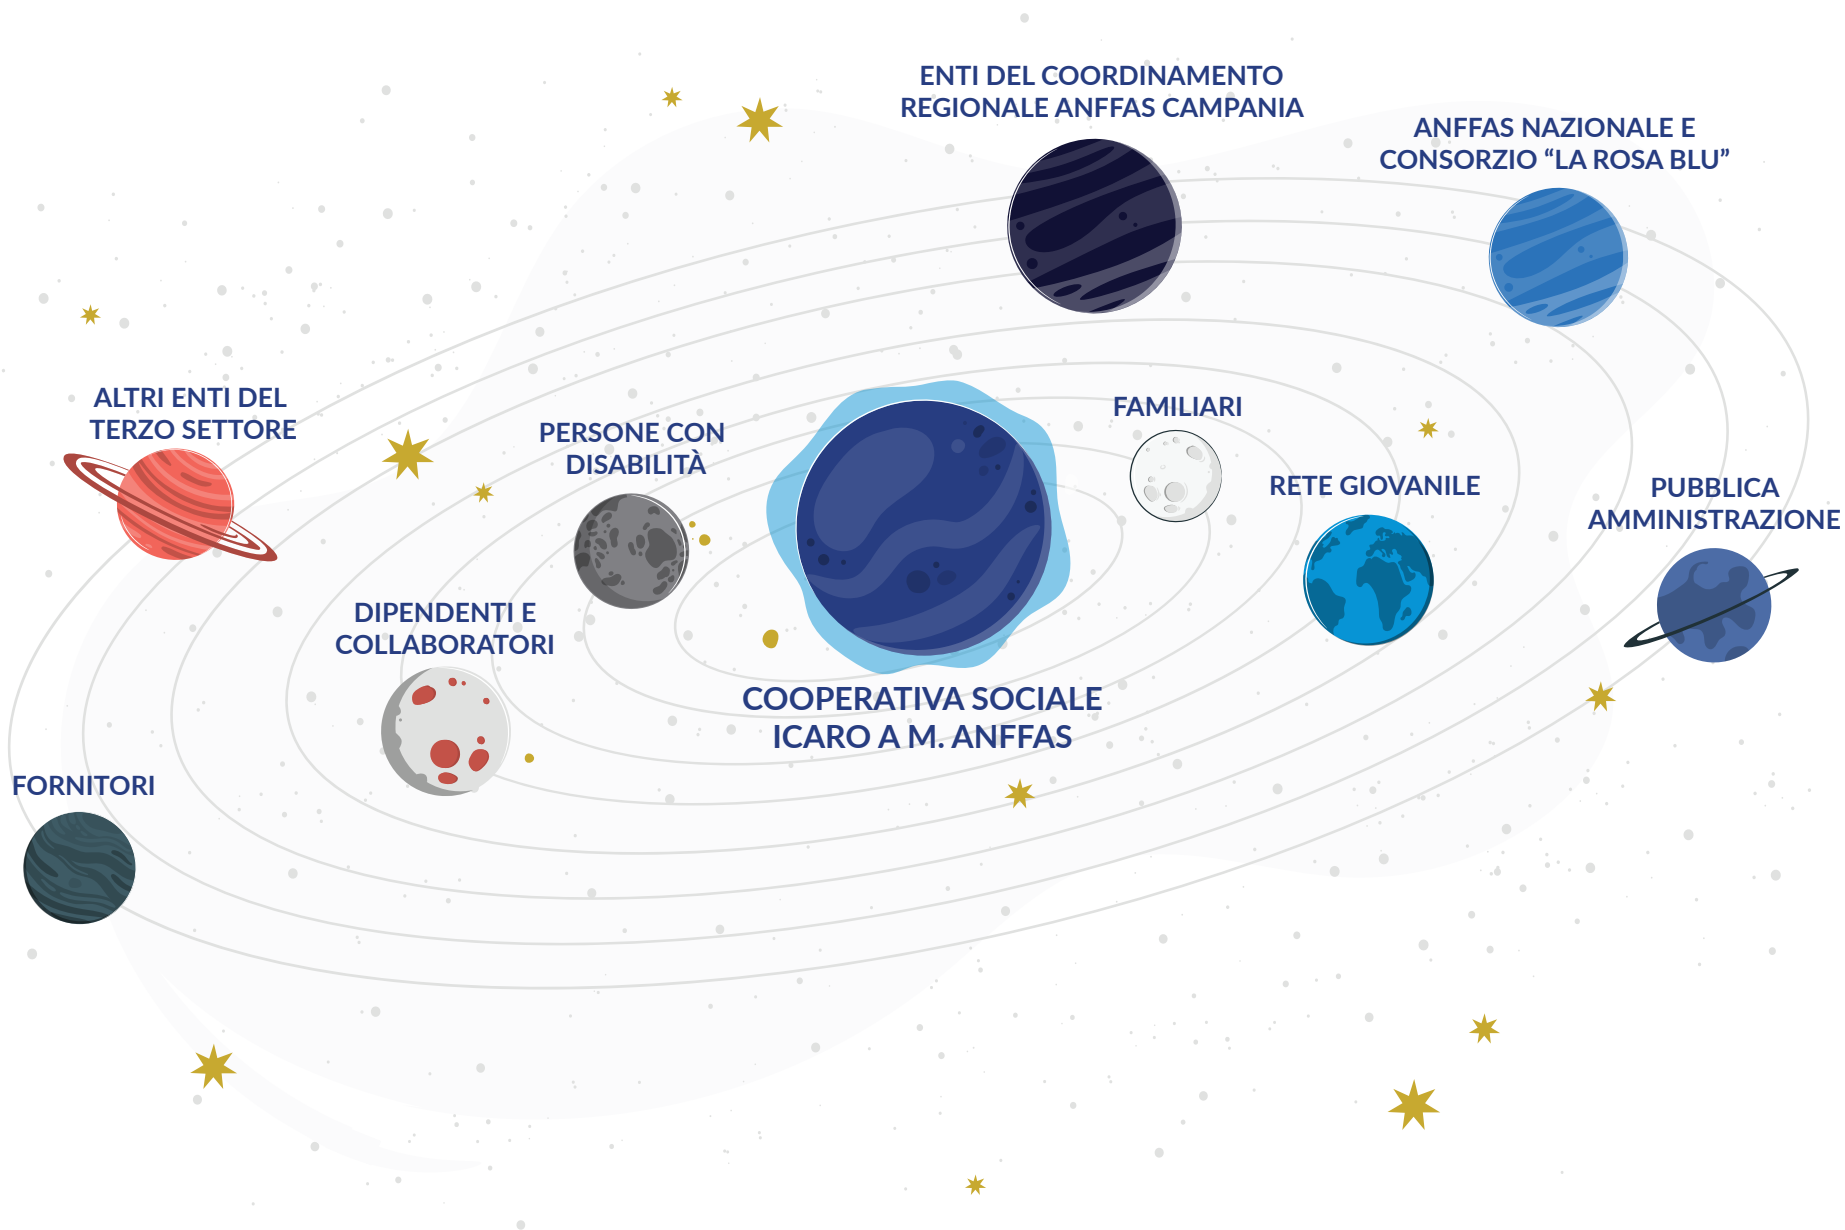 ENTI DEL COORDINAMENTO
REGIONALE ANFFAS CAMPANIA
ANFFAS NAZIONALE E
CONSORZIO “LA ROSA BLU”
ALTRI ENTI DEL
TERZO SETTORE
PERSONE CON
DISABILITÀ
FAMILIARI
RETE GIOVANILE
PUBBLICA
AMMINISTRAZIONE
DIPENDENTI E
COLLABORATORI
COOPERATIVA SOCIALE
ICARO A M. ANFFAS
FORNITORI